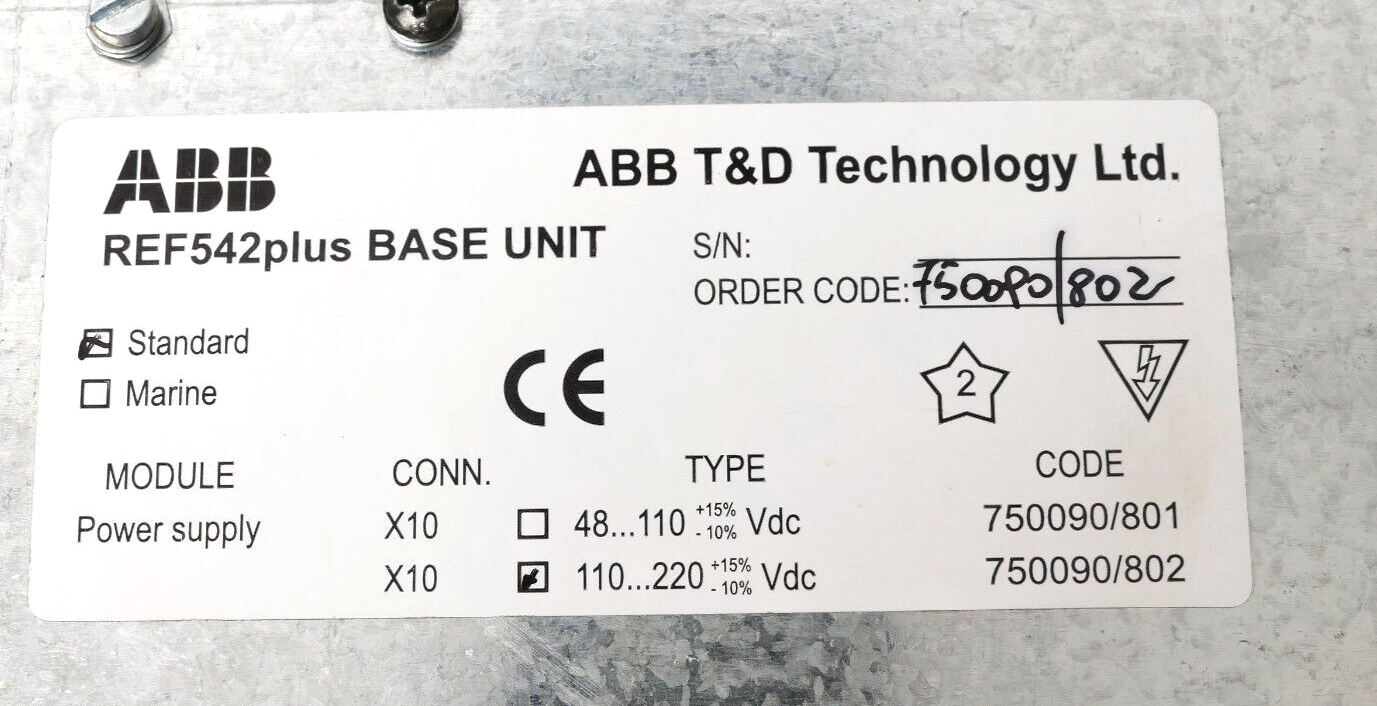 ABB
ABB T&D Technology Ltd.
REF542plus BASE UNIT
S/N:
ORDER CODE: 750090/802
Standard
Marine
CE
2
MODULE CONN. TYPE CODE
Power supply X10 48...110 +15% -10% Vdc 750090/801
X10 110...220 +15% -10% Vdc 750090/802